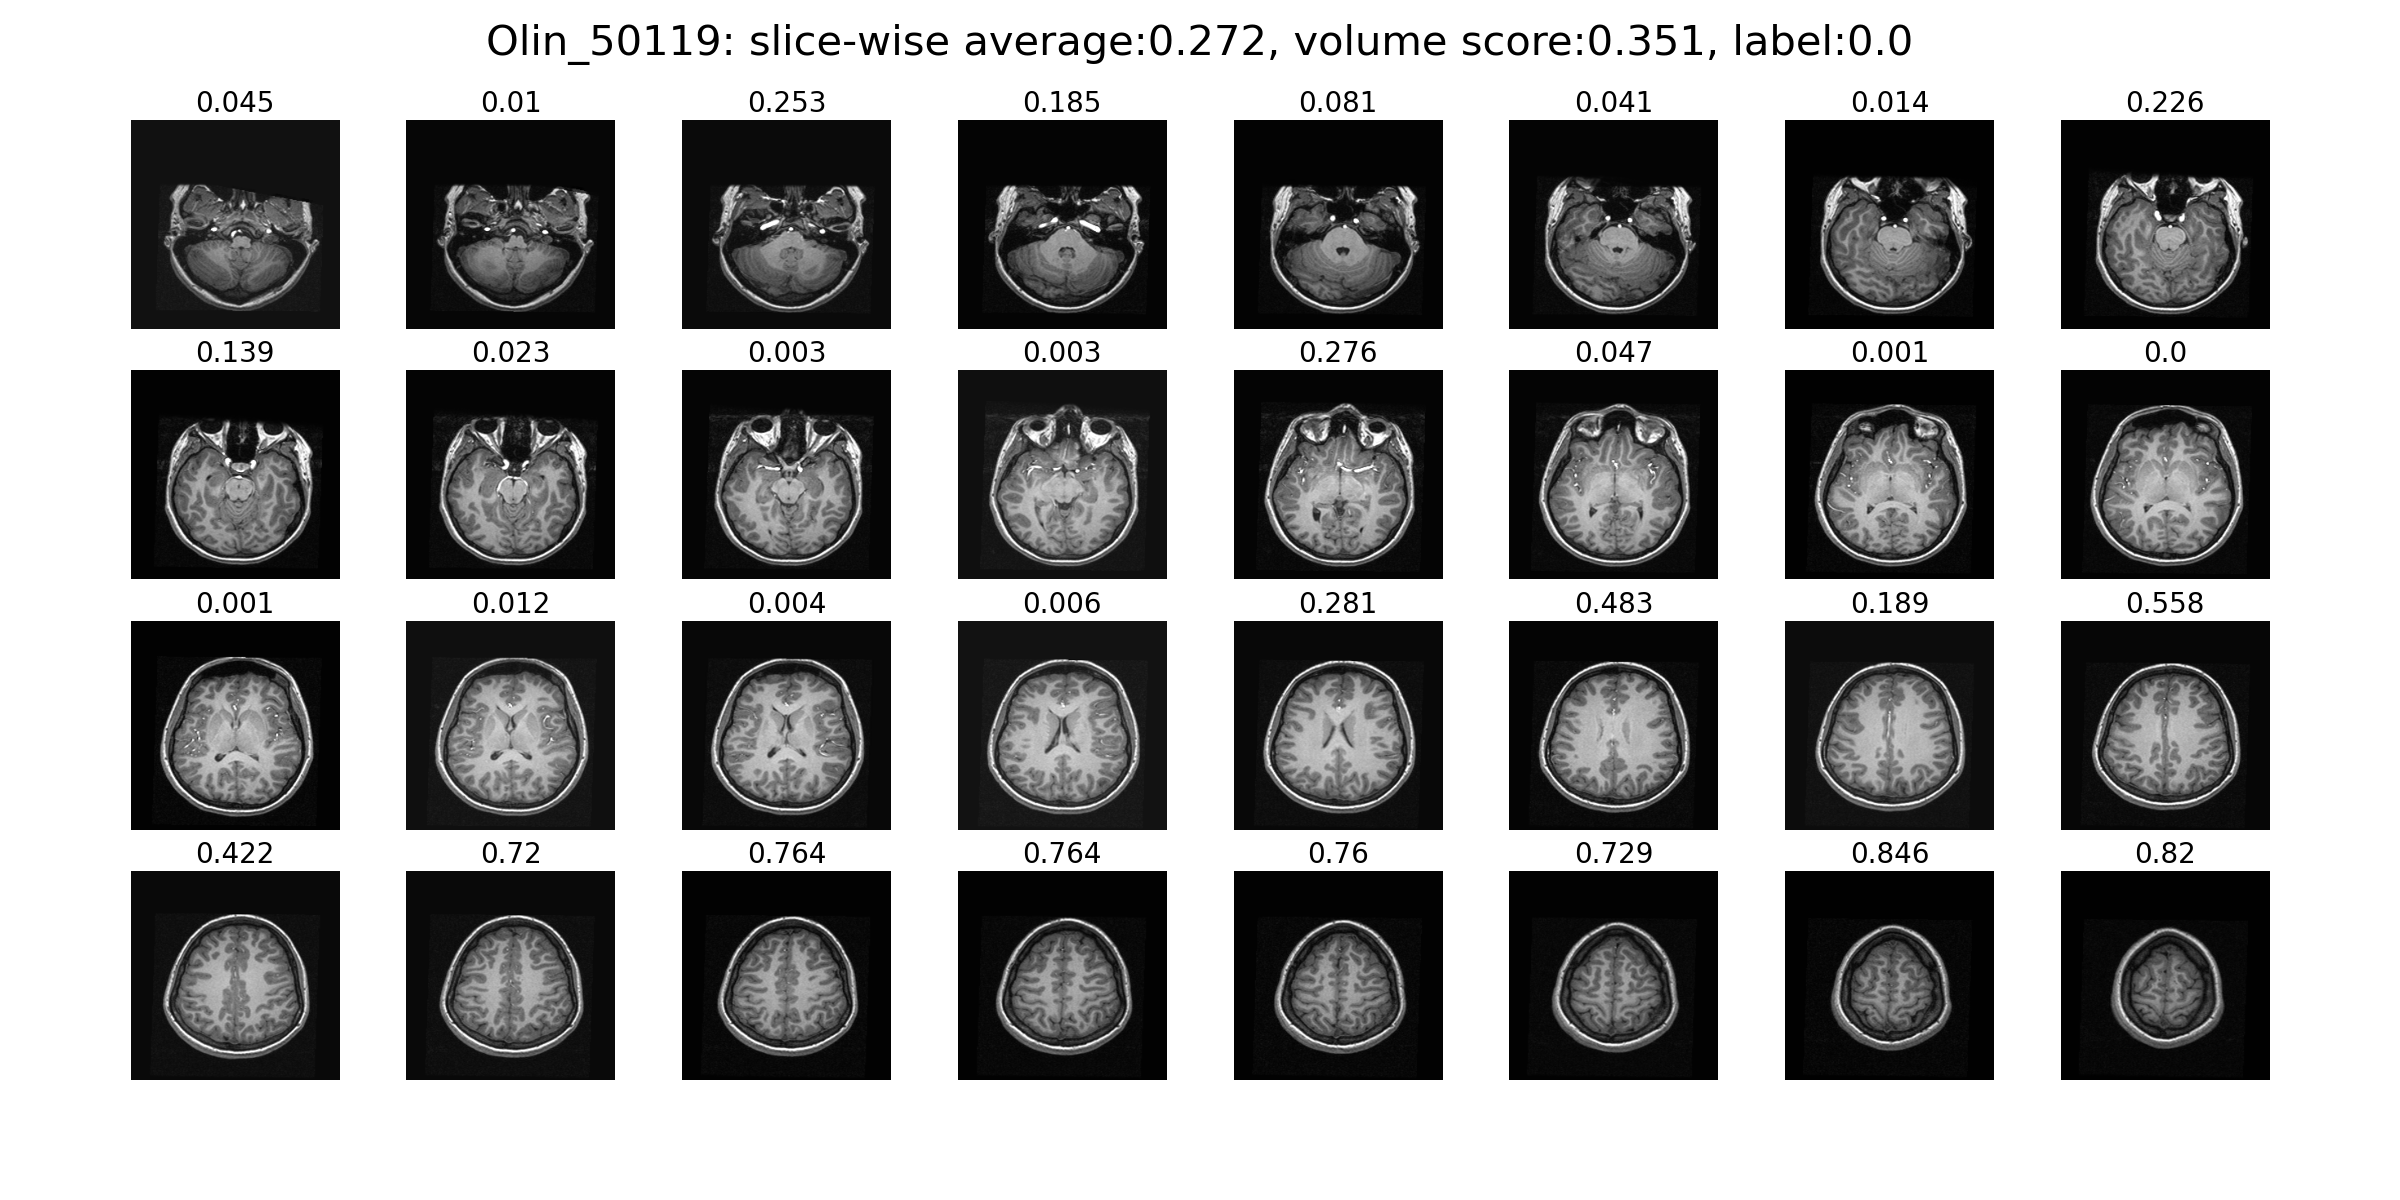 Olin_50119: slice-wise average:0.272, volume score:0.351, label:0.0
0.045 0.01 0.253 0.185 0.081 0.041 0.014 0.226
0.139 0.023 0.003 0.003 0.276 0.047 0.001 0.0
0.001 0.012 0.004 0.006 0.281 0.483 0.189 0.558
0.422 0.72 0.764 0.764 0.76 0.729 0.846 0.82